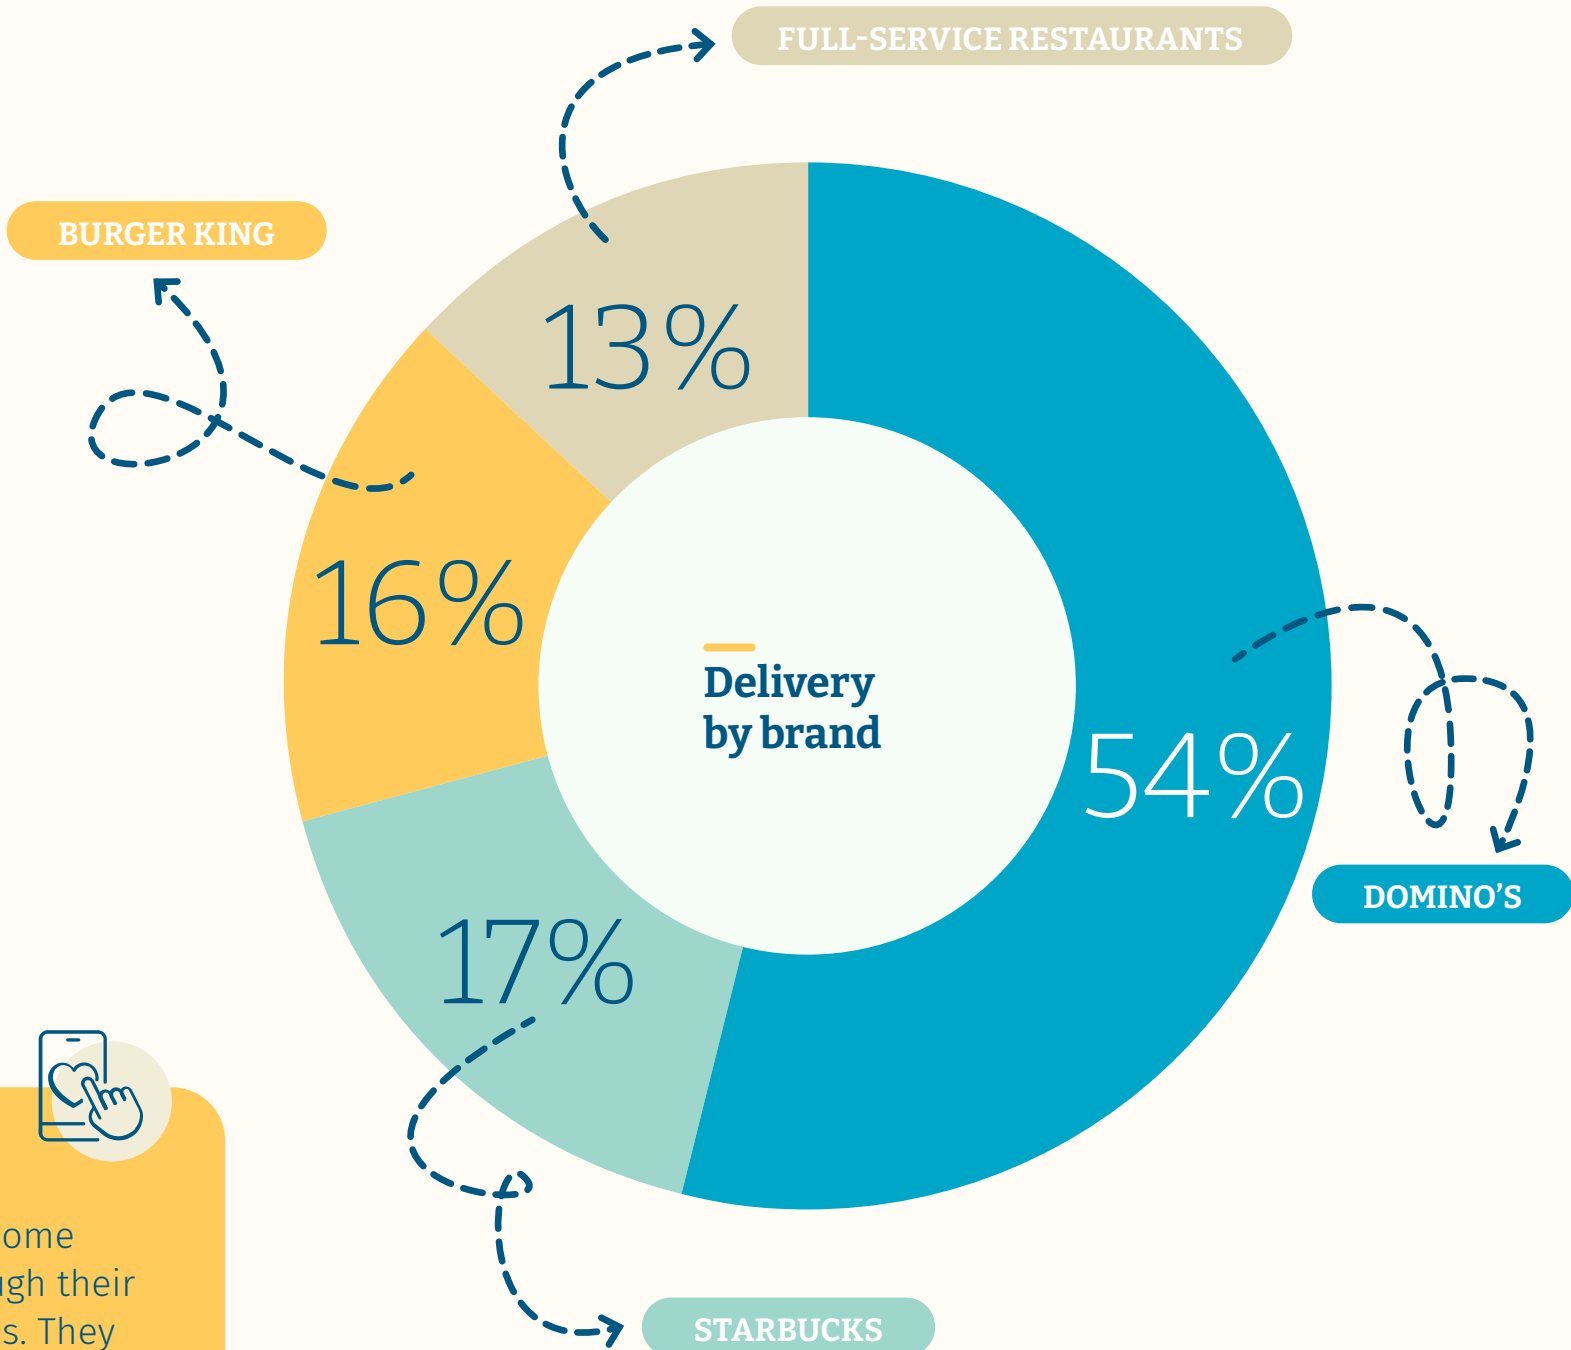 FULL-SERVICE RESTAURANTS
BURGER KING
13%
16%
Delivery
by brand
54%
DOMINO’S
17%
ome
gh their
s. They
STARBUCKS